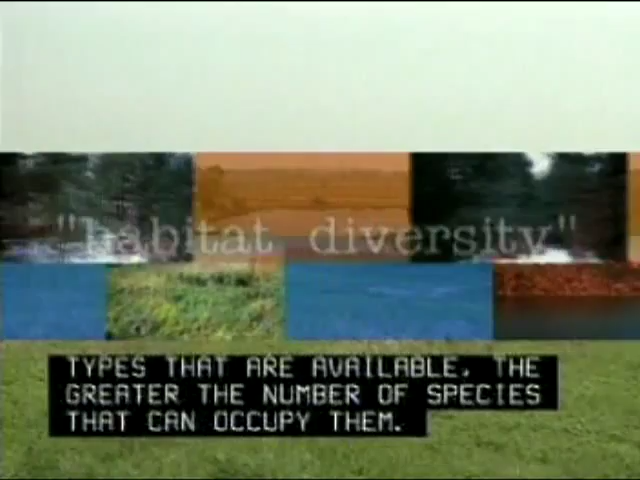 "habitat diversity"
TYPES THAT ARE AVAILABLE, THE
GREATER THE NUMBER OF SPECIES
THAT CAN OCCUPY THEM.